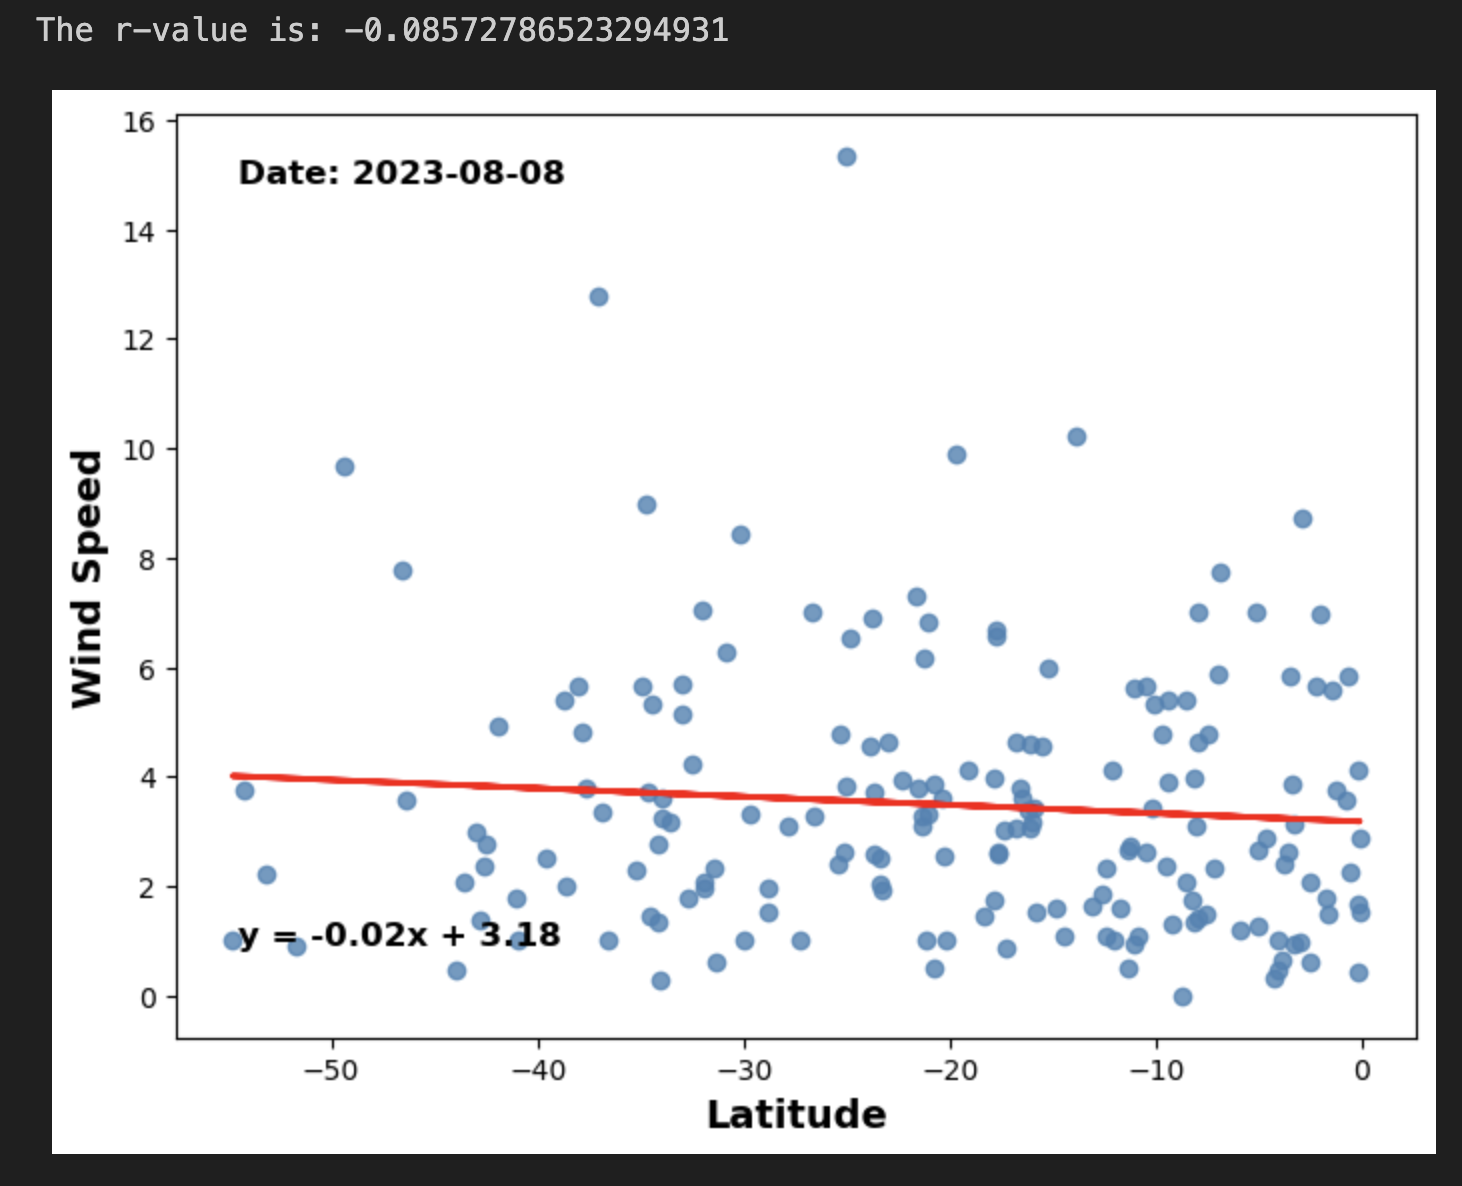 The r-value is: -0.08572786523294931
16
Date: 2023-08-08
14
12
10
8
6
4
2
y = -0.02x + 3.18
0
Wind Speed
−50 −40 −30 −20 −10 0
Latitude